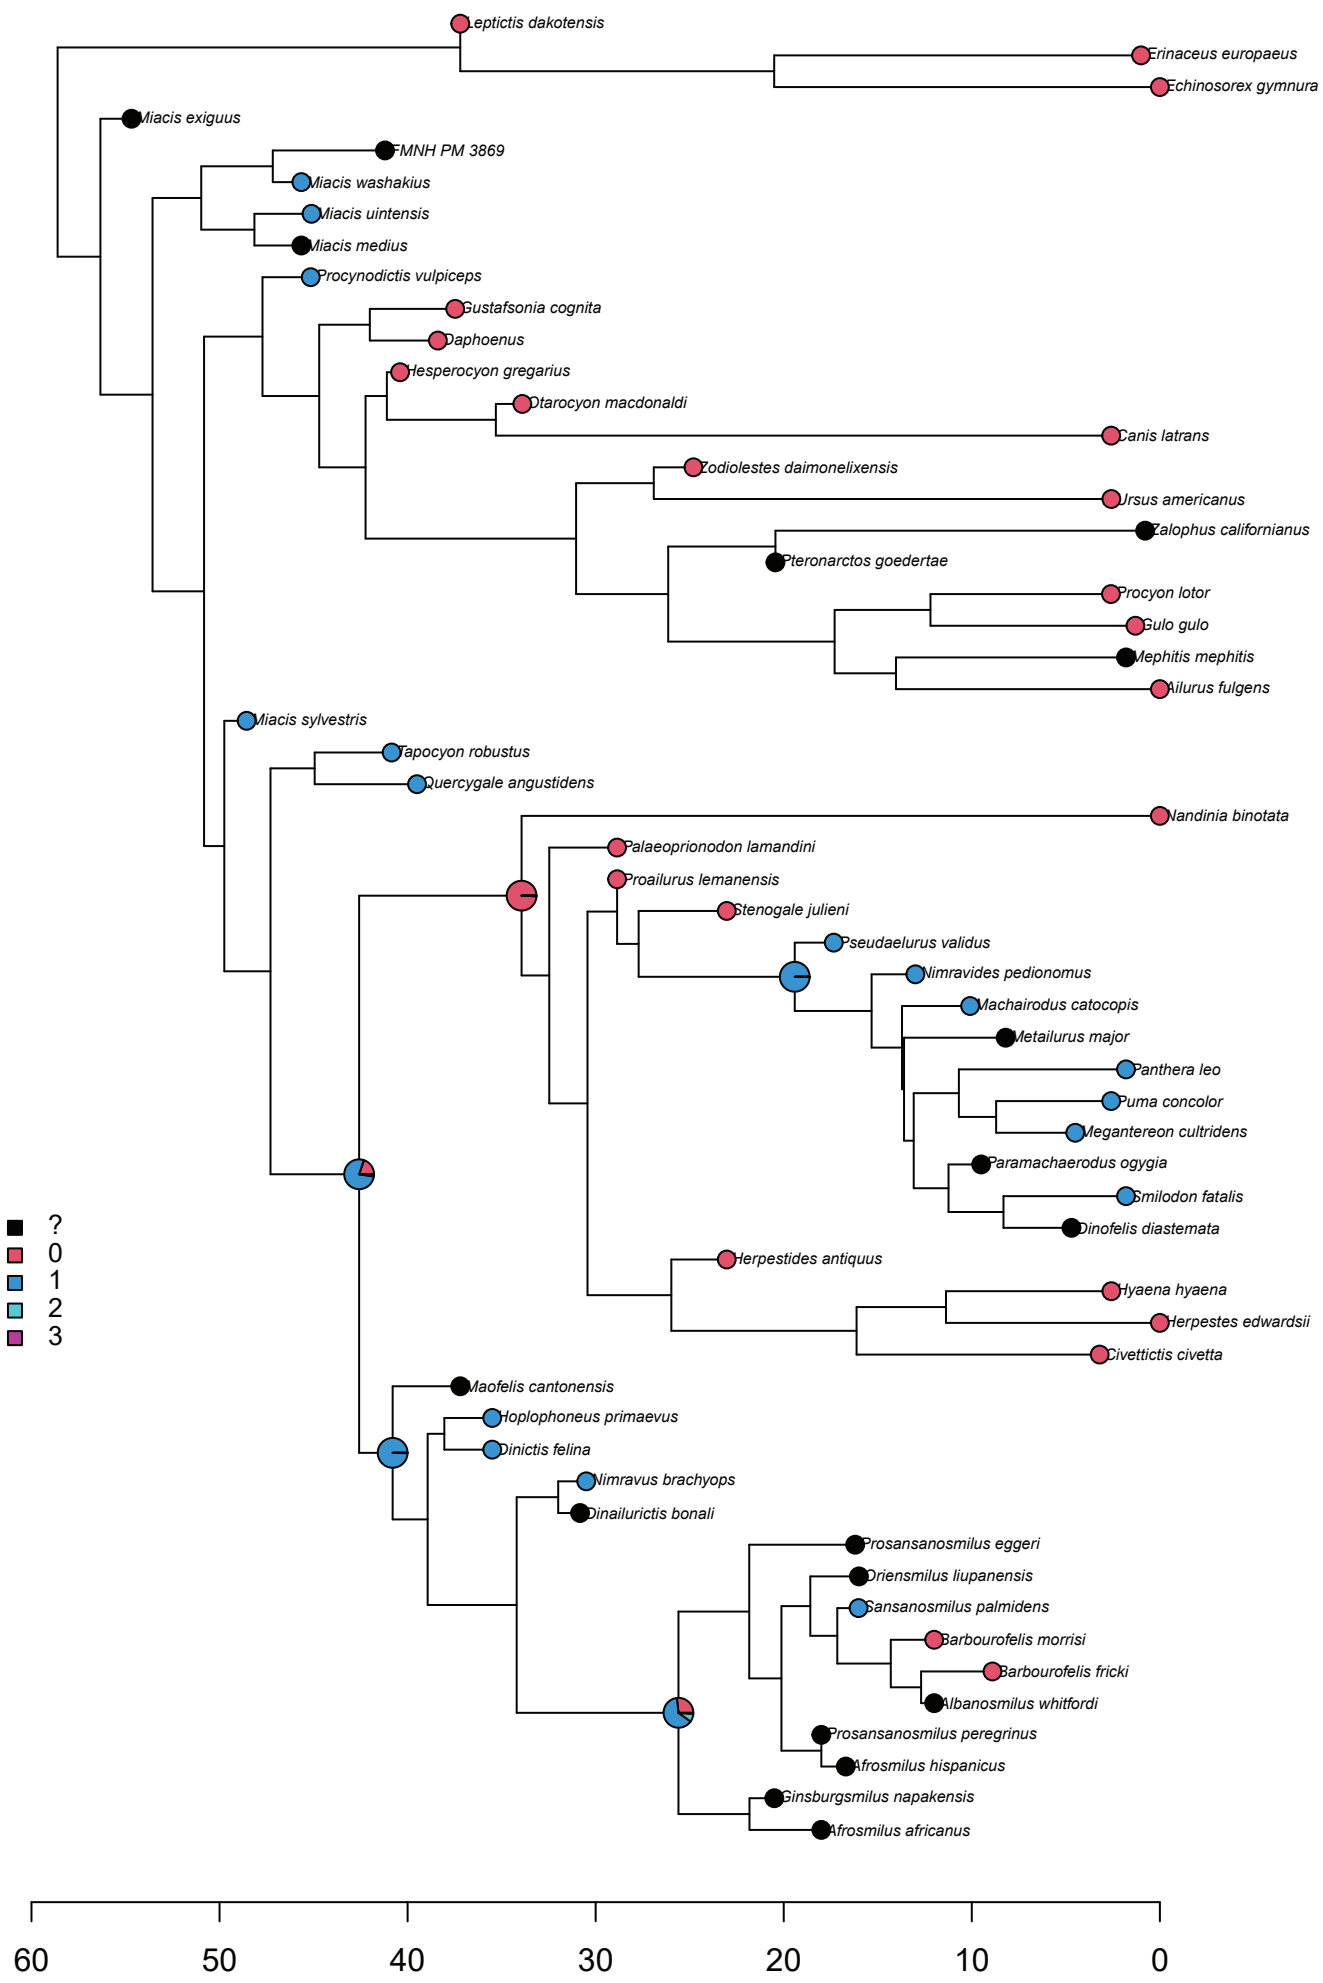 Leptictis dakotensis
Erinaceus europaeus
Echinosorex gymnura
Miacis exiguus
FMNH PM 3869
Miacis washakius
Miacis uintensis
Miacis medius
Procynodictis vulpiceps
Gustafsonia cognita
Daphoenus
Hesperocyon gregarius
Otarocyon macdonaldi
Canis latrans
Zodiolestes daimonelixensis
Ursus americanus
Zalophus californianus
Pteronarctos goedertae
Procyon lotor
Gulo gulo
Mephitis mephitis
Ailurus fulgens
Miacis sylvestris
Tapocyon robustus
Quercygale angustidens
Nandinia binotata
Palaeoprionodon lamandini
Proailurus lemanensis
Stenogale julieni
Pseudaelurus validus
Nimravides pedionomus
Machairodus catocopis
Metailurus major
Panthera leo
Puma concolor
Megantereon cultridens
Paramachaerodus ogygia
Smilodon fatalis
Dinofelis diastemata
?
0
1
2
3
Herpestides antiquus
Hyaena hyaena
Herpestes edwardsii
Civettictis civetta
Maofelis cantonensis
Hoplophoneus primaevus
Dinictis felina
Nimravus brachyops
Dinailurictis bonali
Prosansanosmilus eggeri
Oriensmilus liupanensis
Sansanosmilus palmidens
Barbourofelis morrisi
Barbourofelis fricki
Albanosmilus whitfordi
Prosansanosmilus peregrinus
Afrosmilus hispanicus
Ginsburgsmilus napakensis
Afrosmilus africanus
60 50 40 30 20 10 0